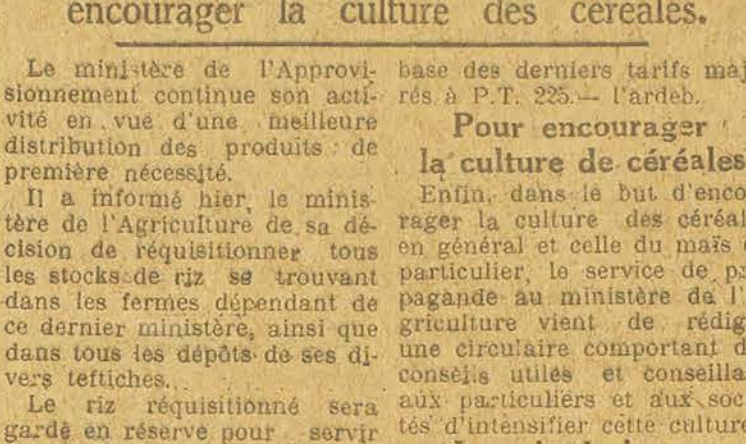 encourager la culture des céréales.
Le ministère de l'Approvi-
sionnement continue son acti-
vité en vue d'une meilleure
distribution des produits de
première nécessité.
Il a informé hier, le minis-
tère de l'Agriculture de sa dé-
cision de réquisitionner tous
les stocks de riz se trouvant
dans les fermes dépendant de
ce dernier ministère, ainsi que
dans tous les dépôts de ses di-
vers teftiches.
Le riz réquisitionné sera
gardé en réserve pour servir
base des derniers tarifs maj
rés à P.T. 225.— l'ardeb.
Pour encourager
la culture de céréales
Enfin, dans le but d'enco
rager la culture des céréal
en général et celle du maïs
particulier, le service de p
pagande au ministère de l'
griculture vient de rédig
une circulaire comportant d
conseils utiles et conseilla
aux particuliers et aux soc
tés d'intensifier cette culture